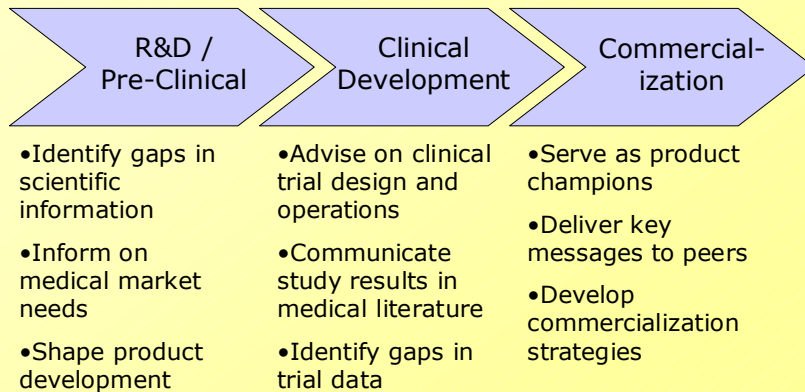 R&D /
Pre-Clinical
Clinical
Development
Commercial-
ization
•Identify gaps in
scientific
information
•Inform on
medical market
needs
•Shape product
development
•Advise on clinical
trial design and
operations
•Communicate
study results in
medical literature
•Identify gaps in
trial data
•Serve as product
champions
•Deliver key
messages to peers
•Develop
commercialization
strategies